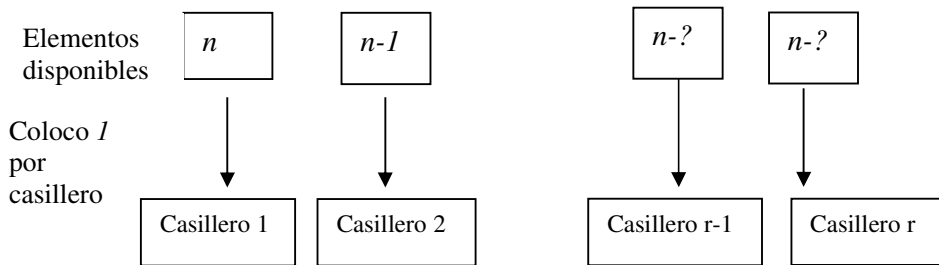 Elementos
disponibles
n
n-1
n-?
n-?
Coloco 1
por
casillero
Casillero 1
Casillero 2
Casillero r-1
Casillero r